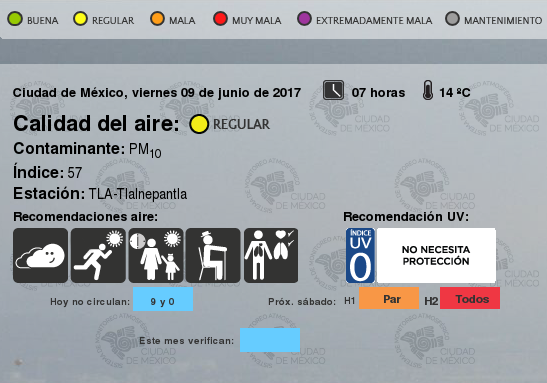 BUENA REGULAR MALA MUY MALA EXTREMADAMENTE MALA MANTENIMIENTO
Ciudad de México, viernes 09 de junio de 2017 07 horas 14 ºC
Calidad del aire: REGULAR
Contaminante: PM10
Índice: 57
Estación: TLA-Tlalnepantla
Recomendaciones aire: Recomendación UV:
ÍNDICE
UV
0
NO NECESITA
PROTECCIÓN
Hoy no circulan: 9 y 0 Próx. sábado: H1 Par H2 Todos
Este mes verifican:
CIUDAD
DE MÉXICO